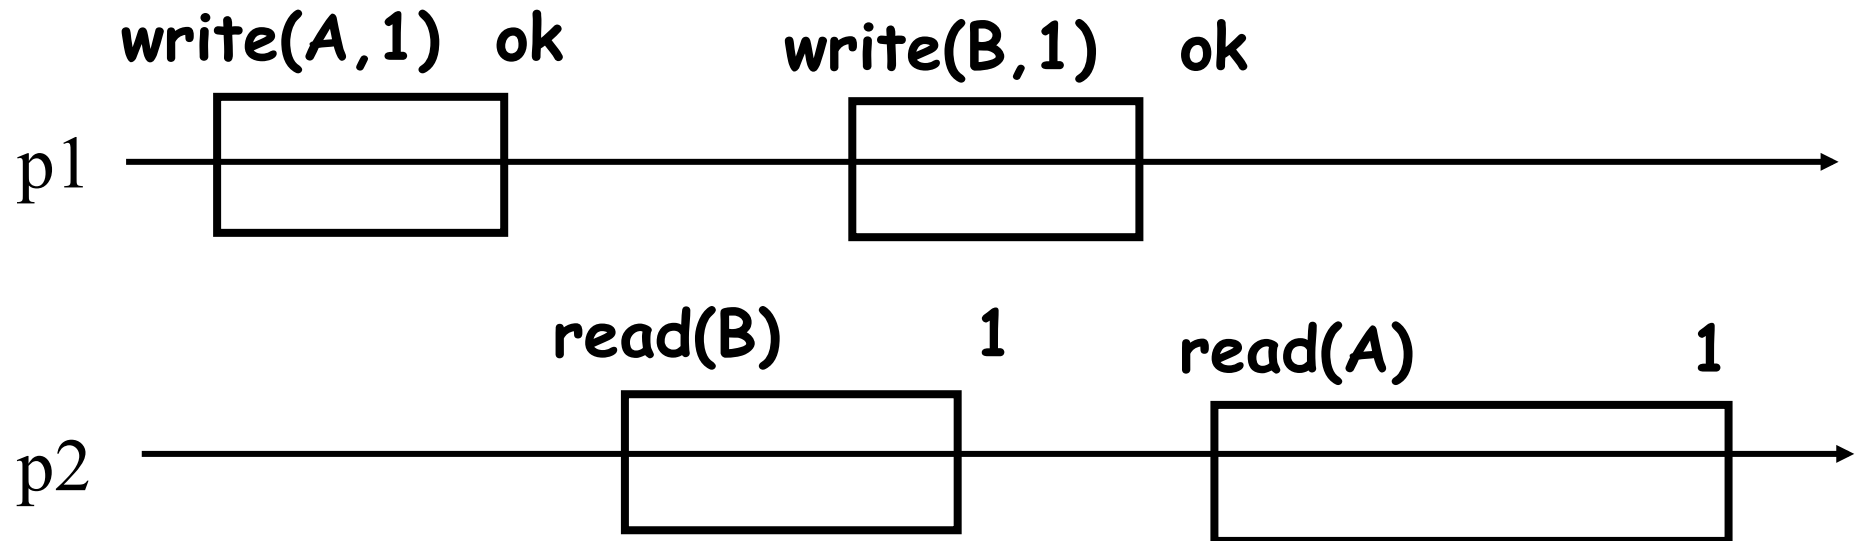 write(A,1) ok write(B,1) ok
p1
read(B) 1 read(A) 1
p2